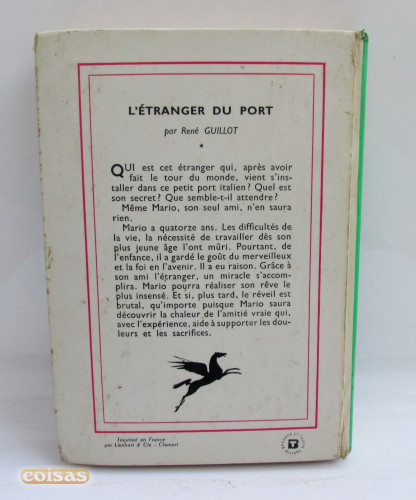 L'ÉTRANGER DU PORT
par René GUILLOT
*
QUI est cet étranger qui, après avoir
fait le tour du monde, vient s'ins-
taller dans ce petit port italien ? Quel est
son secret ? Que semble-t-il attendre ?
Même Mario, son seul ami, n'en saura
rien.
Mario a quatorze ans. Les difficultés de
la vie, la nécessité de travailler dès son
plus jeune âge l'ont mûri. Pourtant, de
l'enfance, il a gardé le goût du merveilleux
et la foi en l'avenir. Il a eu raison. Grâce à
son ami l'étranger, un miracle s'accom-
plira. Mario pourra réaliser son rêve le
plus insensé. Et si, plus tard, le réveil est
brutal, qu'importe puisque Mario saura
découvrir la chaleur de l'amitié vraie qui,
avec l'expérience, aide à supporter les dou-
leurs et les sacrifices.
Imprimé en France
par Lienhart & Cie - Clamart
coisas